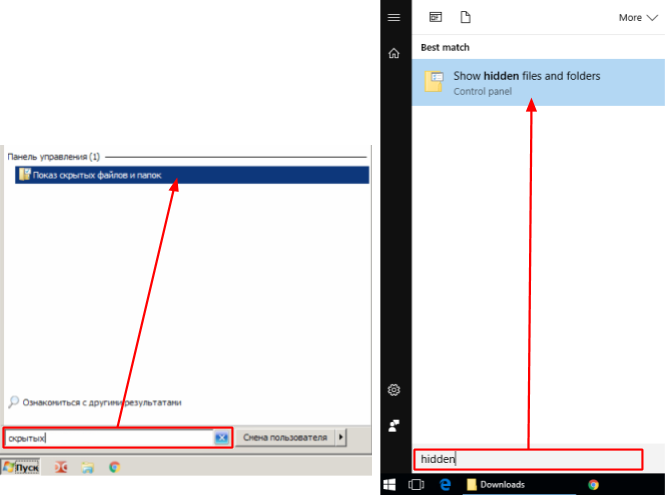 Панель управления (1)
Показ скрытых файлов и папок
Ознакомиться с другими результатами
скрытых
Смена пользователя
Пуск
More
Best match
Show hidden files and folders
Control panel
hidden
Downloads